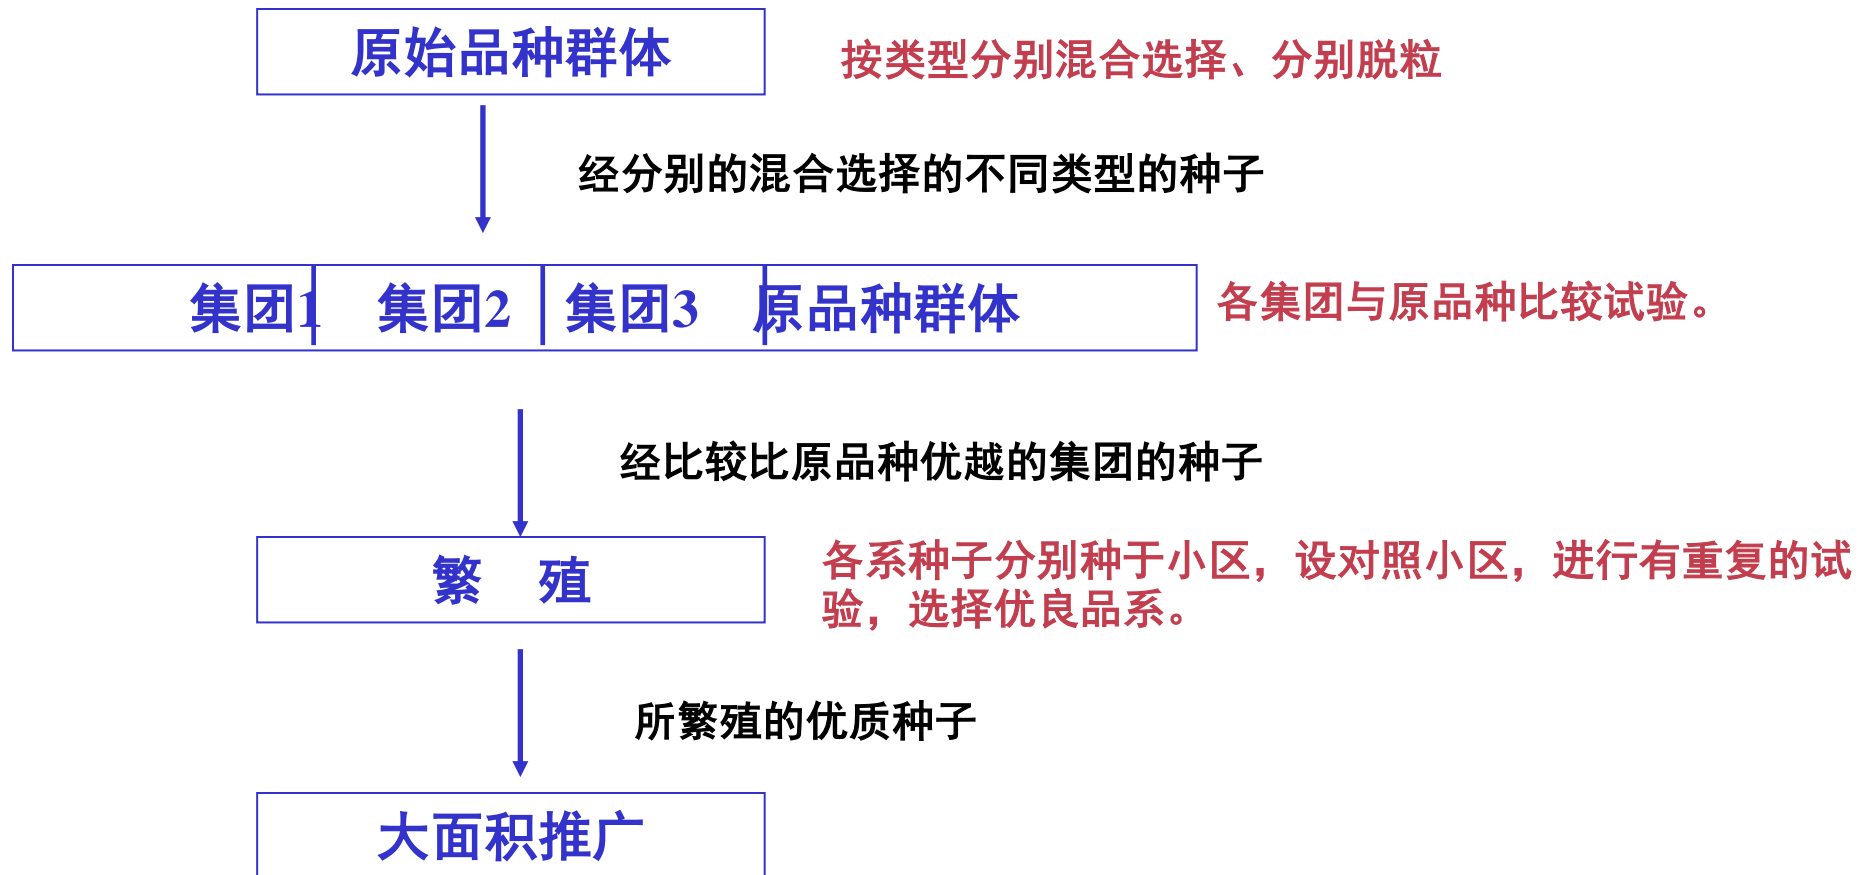 原始品种群体
按类型分别混合选择、分别脱粒
经分别的混合选择的不同类型的种子
集团1 集团2 集团3 原品种群体
各集团与原品种比较试验。
经比较比原品种优越的集团的种子
繁 殖
各系种子分别种于小区，设对照小区，进行有重复的试
验，选择优良品系。
所繁殖的优质种子
大面积推广